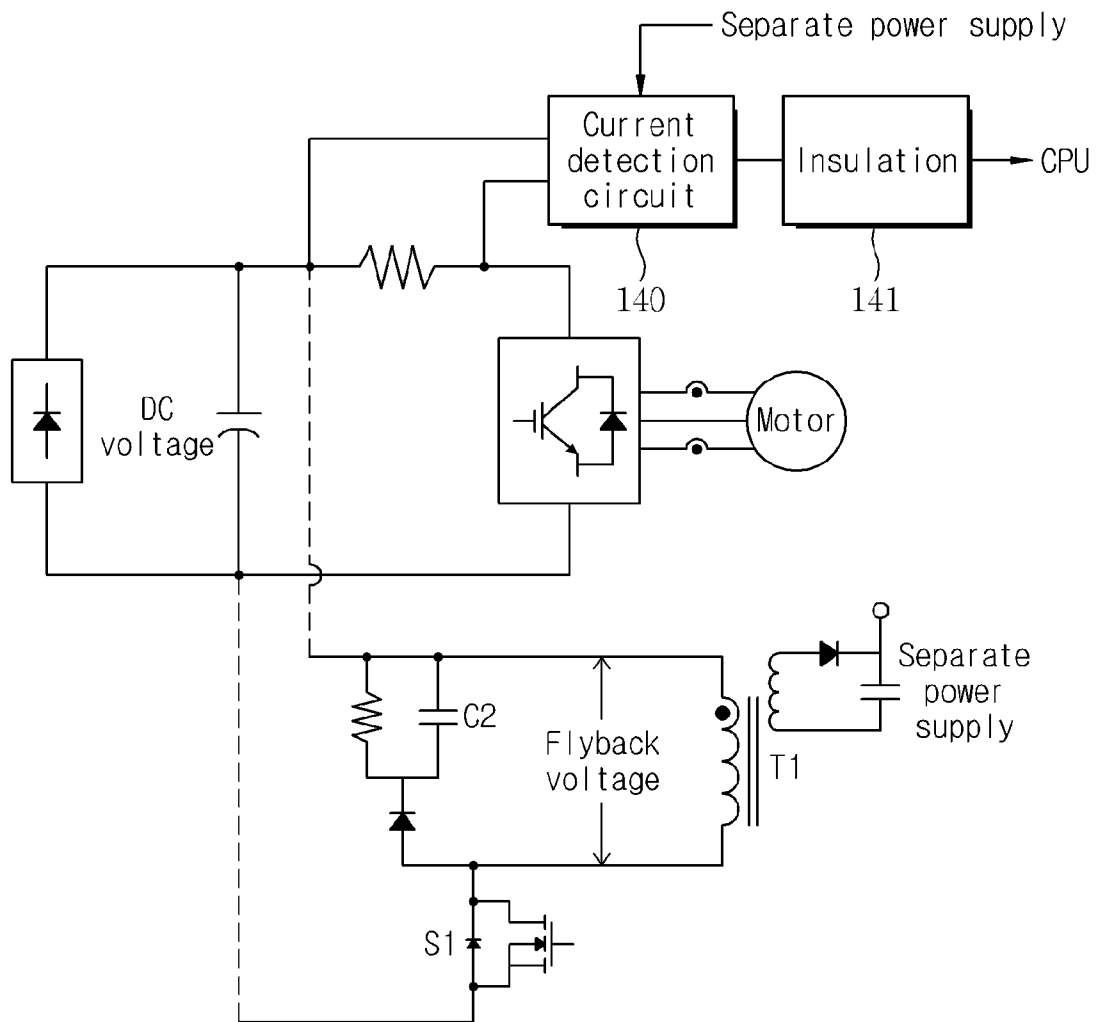 Separate power supply
Current
detection
circuit
Insulation
CPU
140
141
DC
voltage
Motor
C2
Flyback
voltage
T1
Separate
power
supply
S1